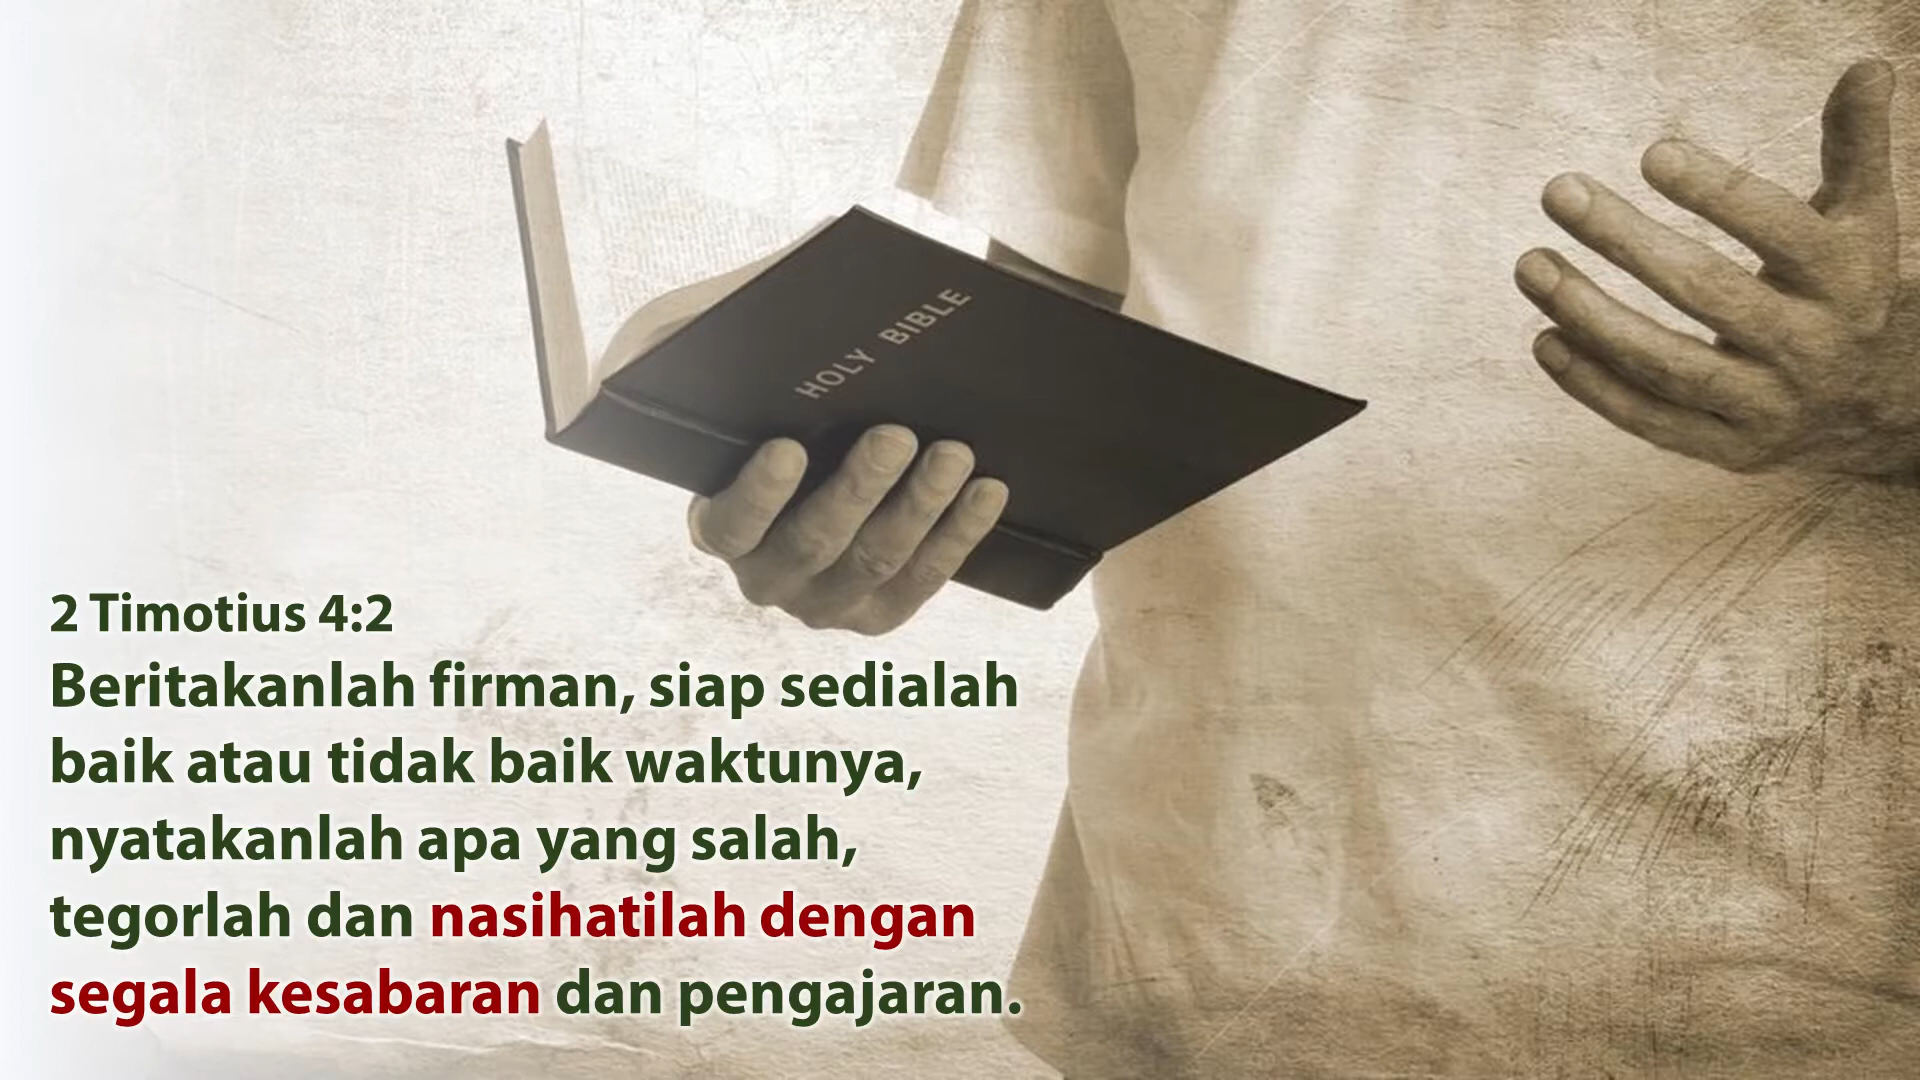 HOLY BIBLE
2 Timotius 4:2
Beritakanlah firman, siap sedialah
baik atau tidak baik waktunya,
nyatakanlah apa yang salah,
tegorlah dan nasihatilah dengan
segala kesabaran dan pengajaran.